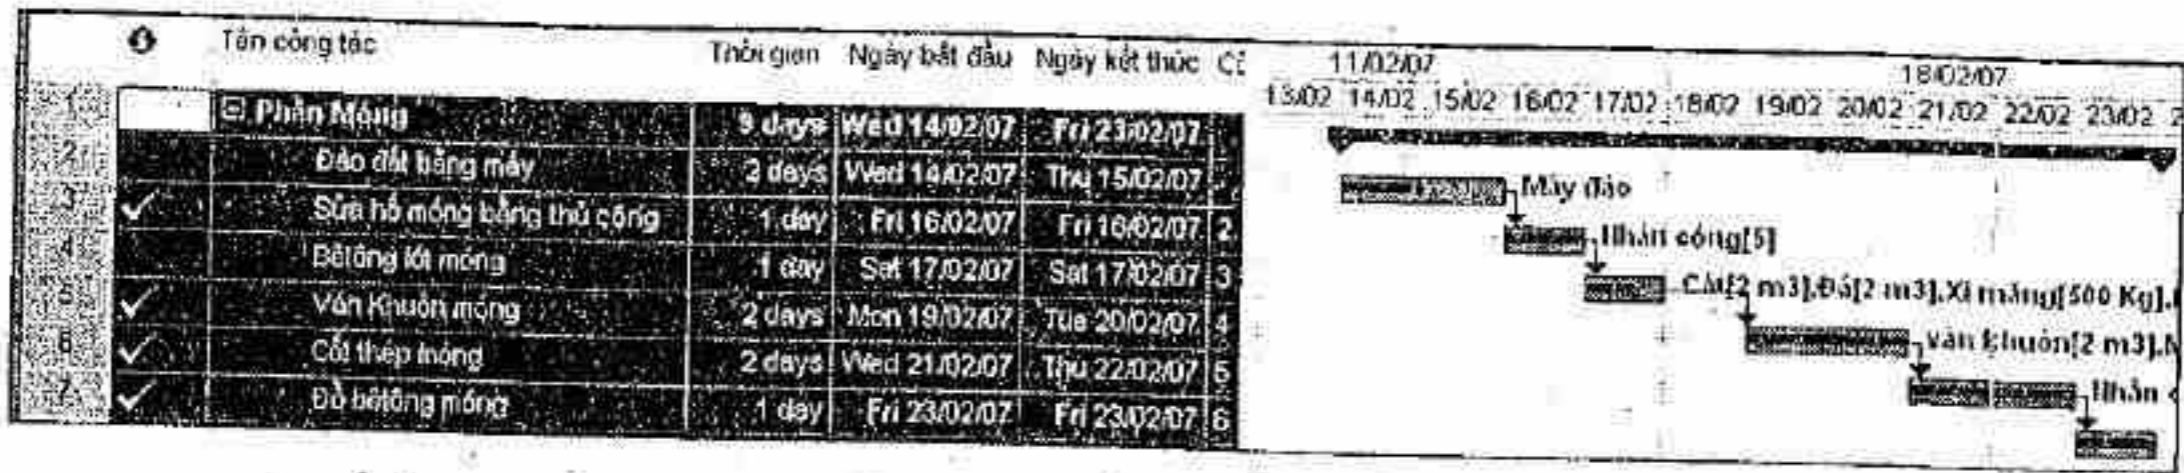 Tên công tác Thời gian Ngày bắt đầu Ngày kết thúc 11/02/07 18/02/07
13/02 14/02 15/02 16/02 17/02 18/02 19/02 20/02 21/02 22/02 23/02
Phần Móng 9 days Wed 14/02/07 Fri 23/02/07
2 Đào đất bằng máy 2 days Wed 14/02/07 Thu 15/02/07 Máy đào
3 Sửa hố móng bằng thủ công 1 day Fri 16/02/07 Fri 16/02/07 2 Nhân công[5]
4 Bêtông lót móng 1 day Sat 17/02/07 Sat 17/02/07 3 Cát[2 m3].Đá[2 m3].Xi măng[500 Kg].
5 Ván Khuôn móng 2 days Mon 19/02/07 Tue 20/02/07 4 Ván khuôn[2 m3].N
6 Cốt thép móng 2 days Wed 21/02/07 Thu 22/02/07 5 Nhân
7 Đổ bêtông móng 1 day Fri 23/02/07 Fri 23/02/07 6